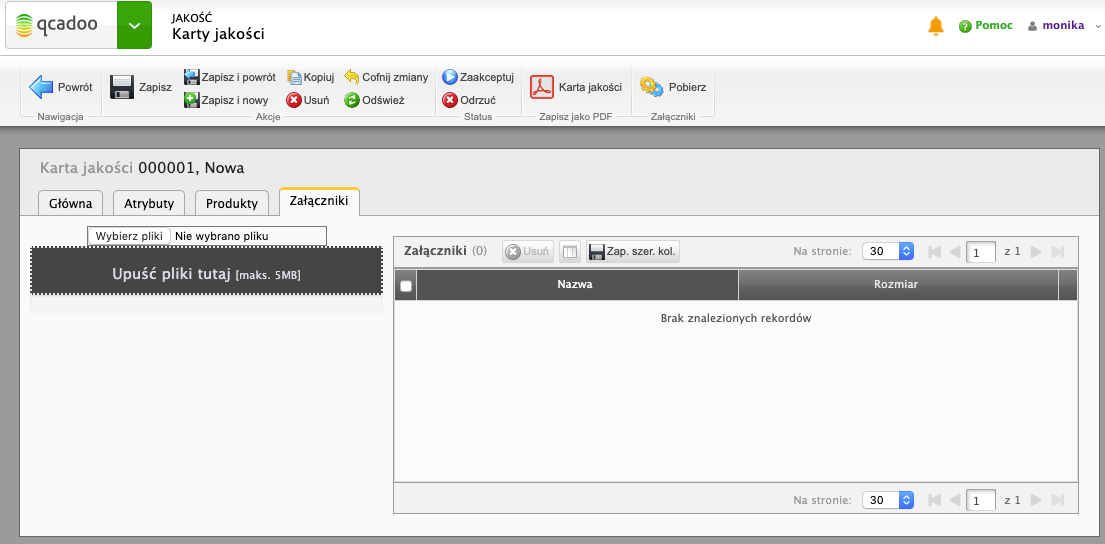 qcadoo
JAKOŚĆ
Karty jakości
Pomoc
monika
Powrót
Nawigacja
Zapisz
Zapisz i powrót
Kopiuj
Cofnij zmiany
Zapisz i nowy
Usuń
Odśwież
Akcje
Zaakceptuj
Odrzuć
Status
Karta jakości
Zapisz jako PDF
Pobierz
Załączniki
Karta jakości 000001, Nowa
Główna
Atrybuty
Produkty
Załączniki
Wybierz pliki Nie wybrano pliku
Upuść pliki tutaj [maks. 5MB]
Załączniki (0)
Usuń
Zap. szer. kol.
Na stronie: 30
1 z 1
Nazwa
Rozmiar
Brak znalezionych rekordów
Na stronie: 30
1 z 1